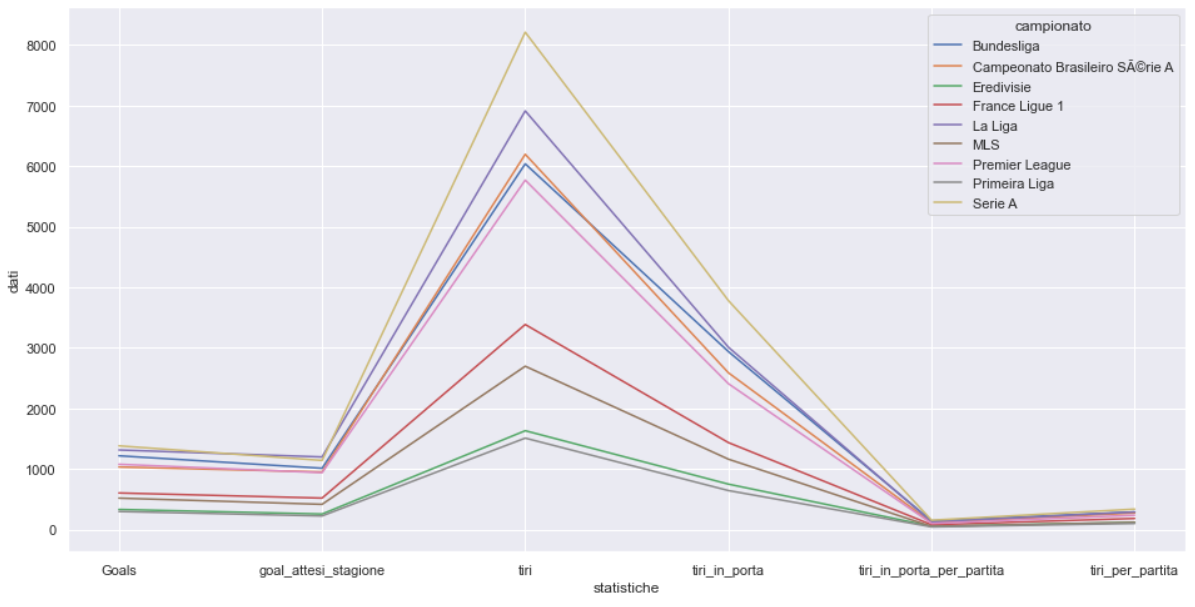 8000
7000
6000
5000
4000
3000
2000
1000
0
dati
Goals
goal_attesi_stagione
tiri
tiri_in_porta
tiri_in_porta_per_partita
tiri_per_partita
statistiche
campionato
Bundesliga
Campeonato Brasileiro SÃ©rie A
Eredivisie
France Ligue 1
La Liga
MLS
Premier League
Primeira Liga
Serie A